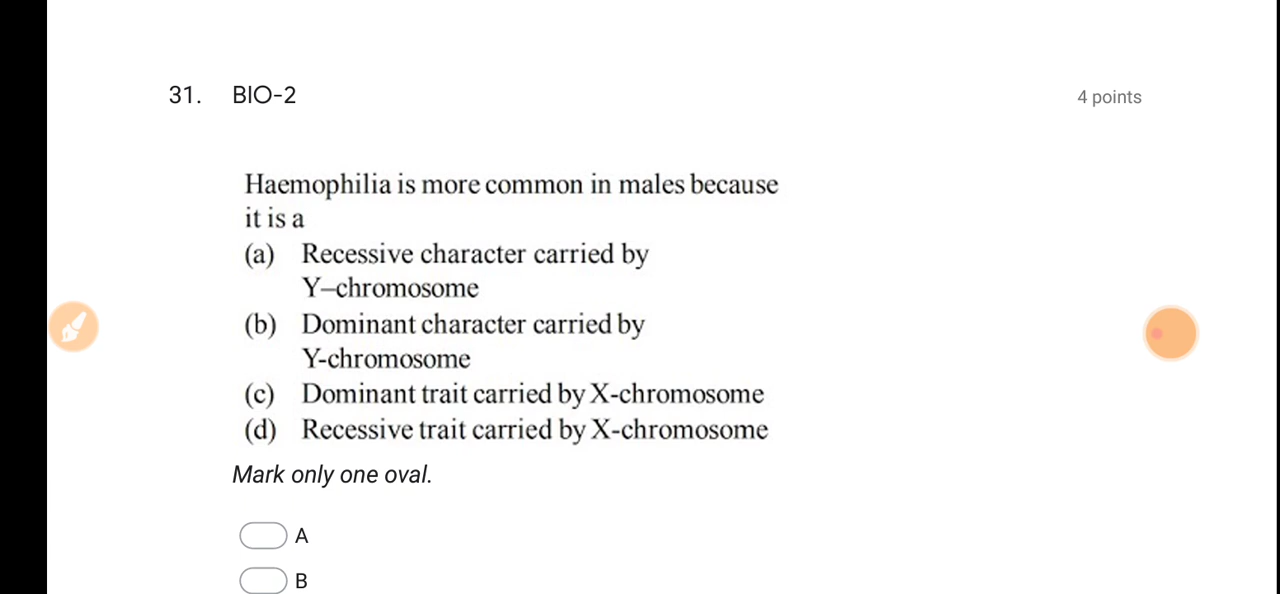 31. BIO-2
4 points
Haemophilia is more common in males because
it is a
(a) Recessive character carried by
Y–chromosome
(b) Dominant character carried by
Y-chromosome
(c) Dominant trait carried by X-chromosome
(d) Recessive trait carried by X-chromosome
Mark only one oval.
A
B